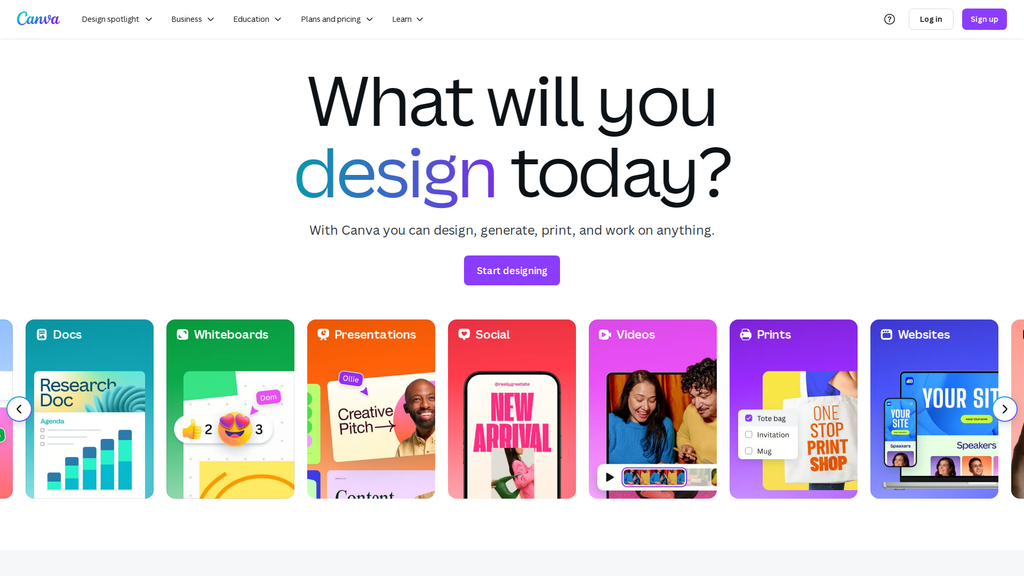 Canva
Design spotlight
Business
Education
Plans and pricing
Learn
Log in
Sign up
What will you
design today?
With Canva you can design, generate, print, and work on anything.
Start designing
Docs
Research
Doc
Agenda
Whiteboards
Dom
2
3
Presentations
Ollie
Creative
Pitch
Content
Social
@reallygreatsite
NEW
ARRIVAL
Videos
Prints
Tote bag
Invitation
Mug
ONE
STOP
PRINT
SHOP
Websites
YOUR SIT
YOUR
SITE
Speakers
Speakers